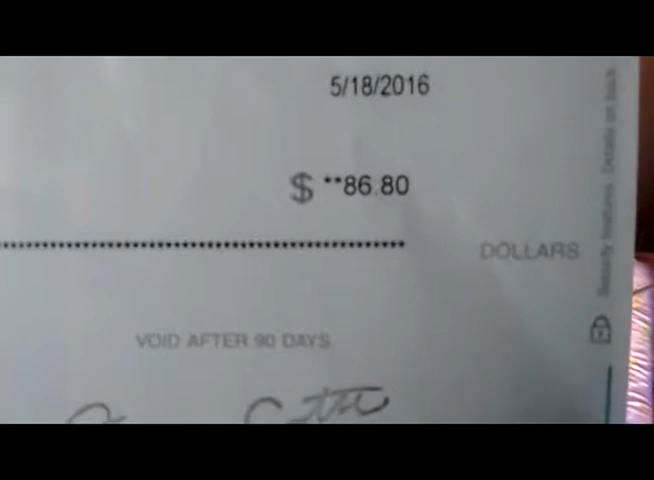 5/18/2016
$ **86.80
DOLLARS
VOID AFTER 90 DAYS
Security features. Details on back.